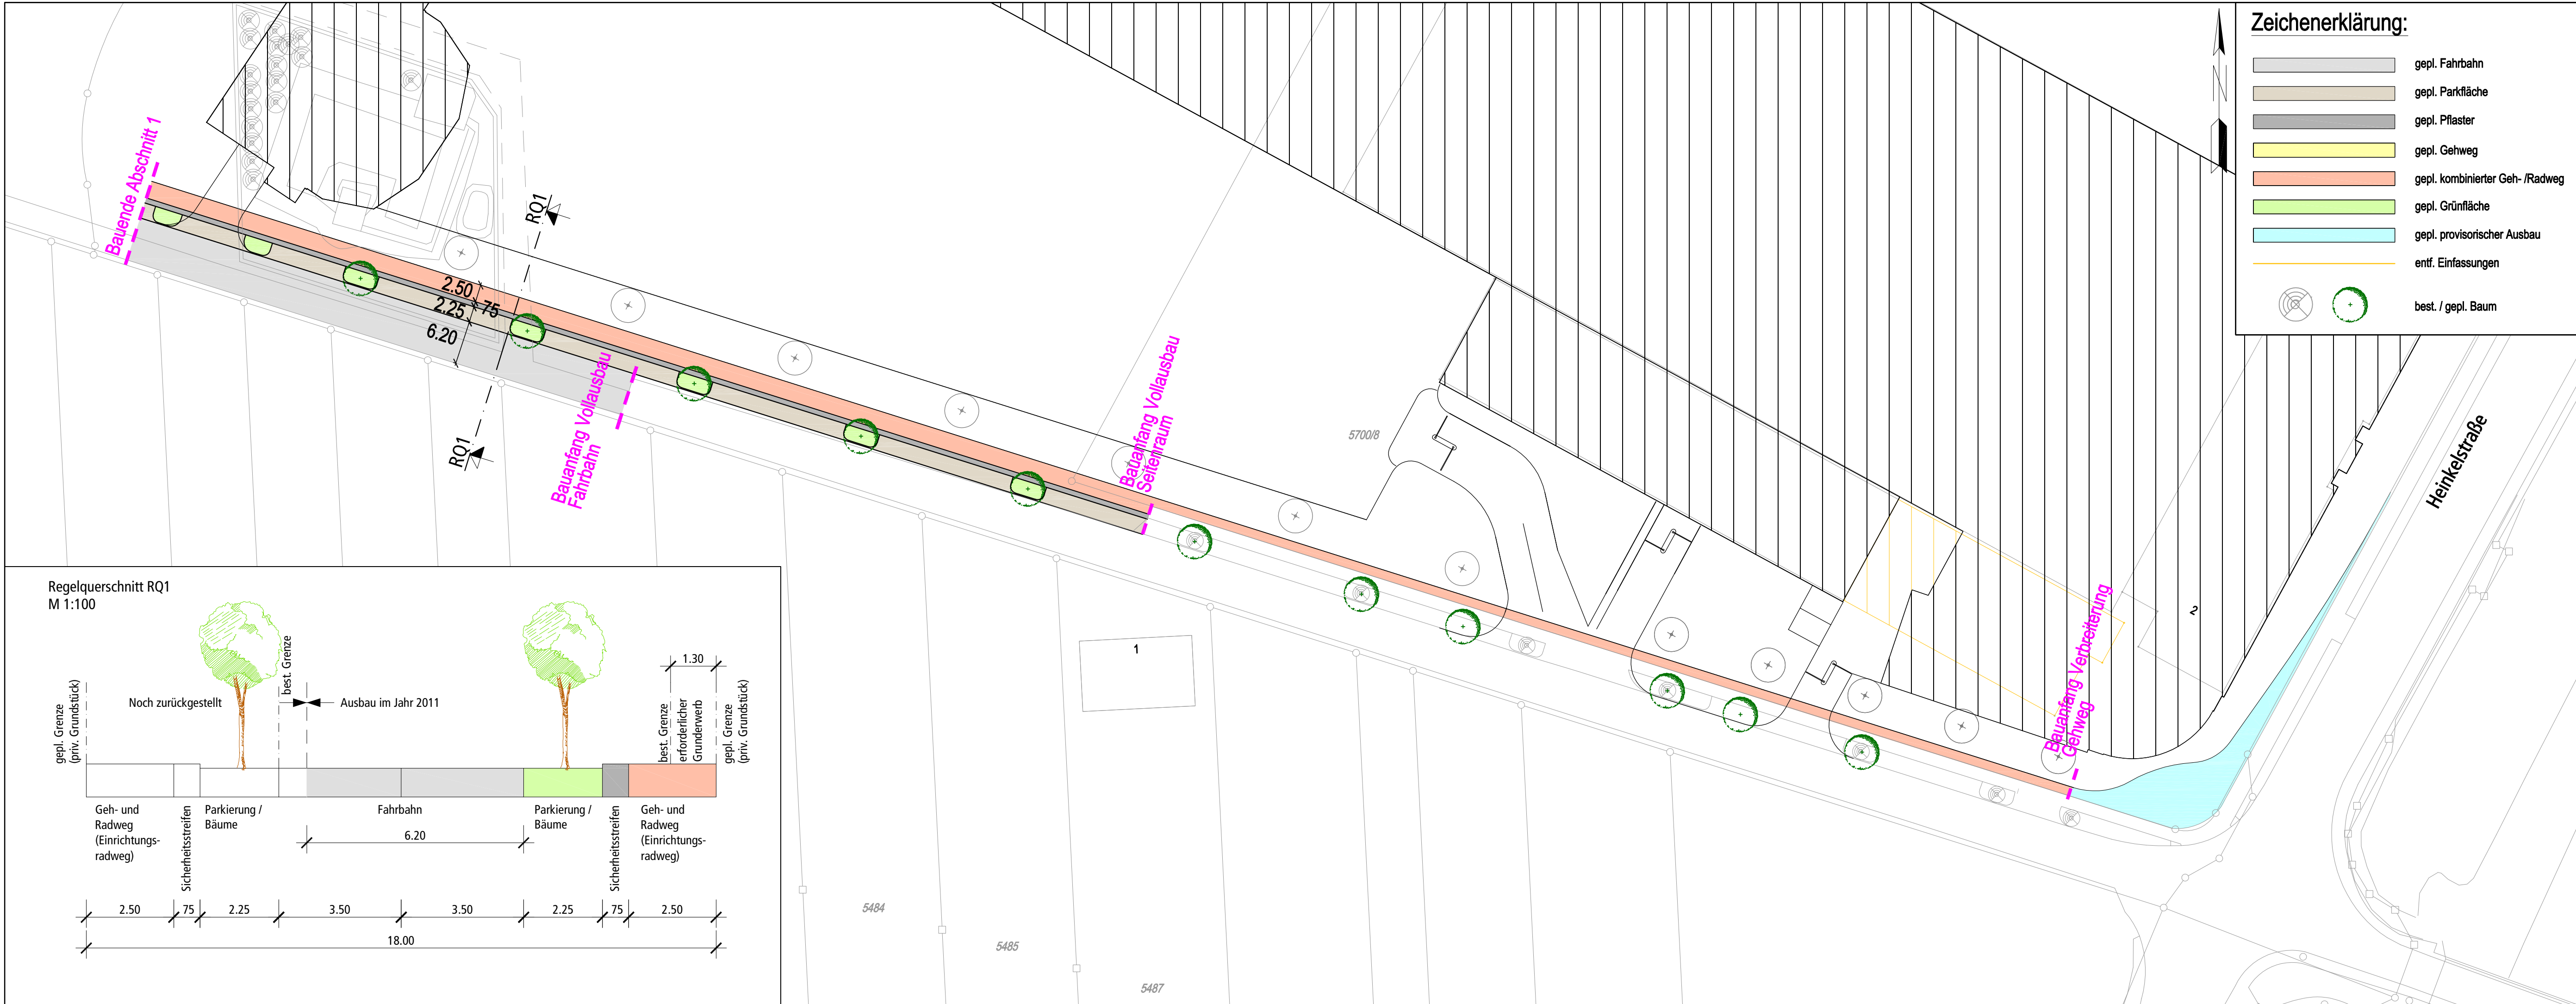 Zeichenerklärung:
gepl. Fahrbahn
gepl. Parkfläche
gepl. Pflaster
gepl. Gehweg
gepl. kombinierter Geh- /Radweg
gepl. Grünfläche
gepl. provisorischer Ausbau
entf. Einfassungen
best. / gepl. Baum
Bauende Abschnitt 1
RQ1
2.50
75
2.25
6.20
RQ1
Bauanfang Vollausbau
Fahrbahn
Bauanfang Vollausbau
Seitenraum
5700/8
Heinkelstraße
2
1
Bauanfang Verbreiterung
Gehweg
5484
5485
5487
Regelquerschnitt RQ1
M 1:100
gepl. Grenze
(priv. Grundstück)
Noch zurückgestellt
best. Grenze
Ausbau im Jahr 2011
1.30
best. Grenze
erforderlicher
Grunderwerb
gepl. Grenze
(priv. Grundstück)
Geh- und
Radweg
(Einrichtungs-
radweg)
Sicherheitsstreifen
Parkierung /
Bäume
Fahrbahn
6.20
Parkierung /
Bäume
Sicherheitsstreifen
Geh- und
Radweg
(Einrichtungs-
radweg)
2.50
75
2.25
3.50
3.50
2.25
75
2.50
18.00